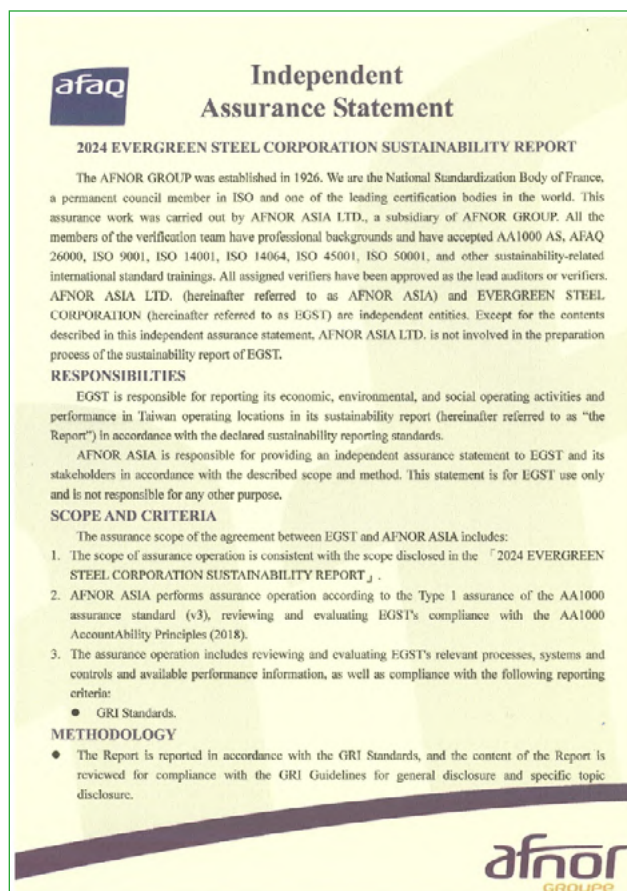 afaq
Independent
Assurance Statement
2024 EVERGREEN STEEL CORPORATION SUSTAINABILITY REPORT
The AFNOR GROUP was established in 1926. We are the National Standardization Body of France,
a permanent council member in ISO and one of the leading certification bodies in the world. This
assurance work was carried out by AFNOR ASIA LTD., a subsidiary of AFNOR GROUP. All the
members of the verification team have professional backgrounds and have accepted AA1000 AS, AFAQ
26000, ISO 9001, ISO 14001, ISO 14064, ISO 45001, ISO 50001, and other sustainability-related
international standard trainings. All assigned verifiers have been approved as the lead auditors or verifiers.
AFNOR ASIA LTD. (hereinafter referred to as AFNOR ASIA) and EVERGREEN STEEL
CORPORATION (hereinafter referred to as EGST) are independent entities. Except for the contents
described in this independent assurance statement, AFNOR ASIA LTD. is not involved in the preparation
process of the sustainability report of EGST.
RESPONSIBILTIES
EGST is responsible for reporting its economic, environmental, and social operating activities and
performance in Taiwan operating locations in its sustainability report (hereinafter referred to as “the
Report”) in accordance with the declared sustainability reporting standards.
AFNOR ASIA is responsible for providing an independent assurance statement to EGST and its
stakeholders in accordance with the described scope and method. This statement is for EGST use only
and is not responsible for any other purpose.
SCOPE AND CRITERIA
The assurance scope of the agreement between EGST and AFNOR ASIA includes:
1. The scope of assurance operation is consistent with the scope disclosed in the 「2024 EVERGREEN
STEEL CORPORATION SUSTAINABILITY REPORT」.
2. AFNOR ASIA performs assurance operation according to the Type 1 assurance of the AA1000
assurance standard (v3), reviewing and evaluating EGST's compliance with the AA1000
AccountAbility Principles (2018).
3. The assurance operation includes reviewing and evaluating EGST's relevant processes, systems and
controls and available performance information, as well as compliance with the following reporting
criteria:
● GRI Standards.
METHODOLOGY
● The Report is reported in accordance with the GRI Standards, and the content of the Report is
reviewed for compliance with the GRI Guidelines for general disclosure and specific topic
disclosure.
afnor
GROUPE